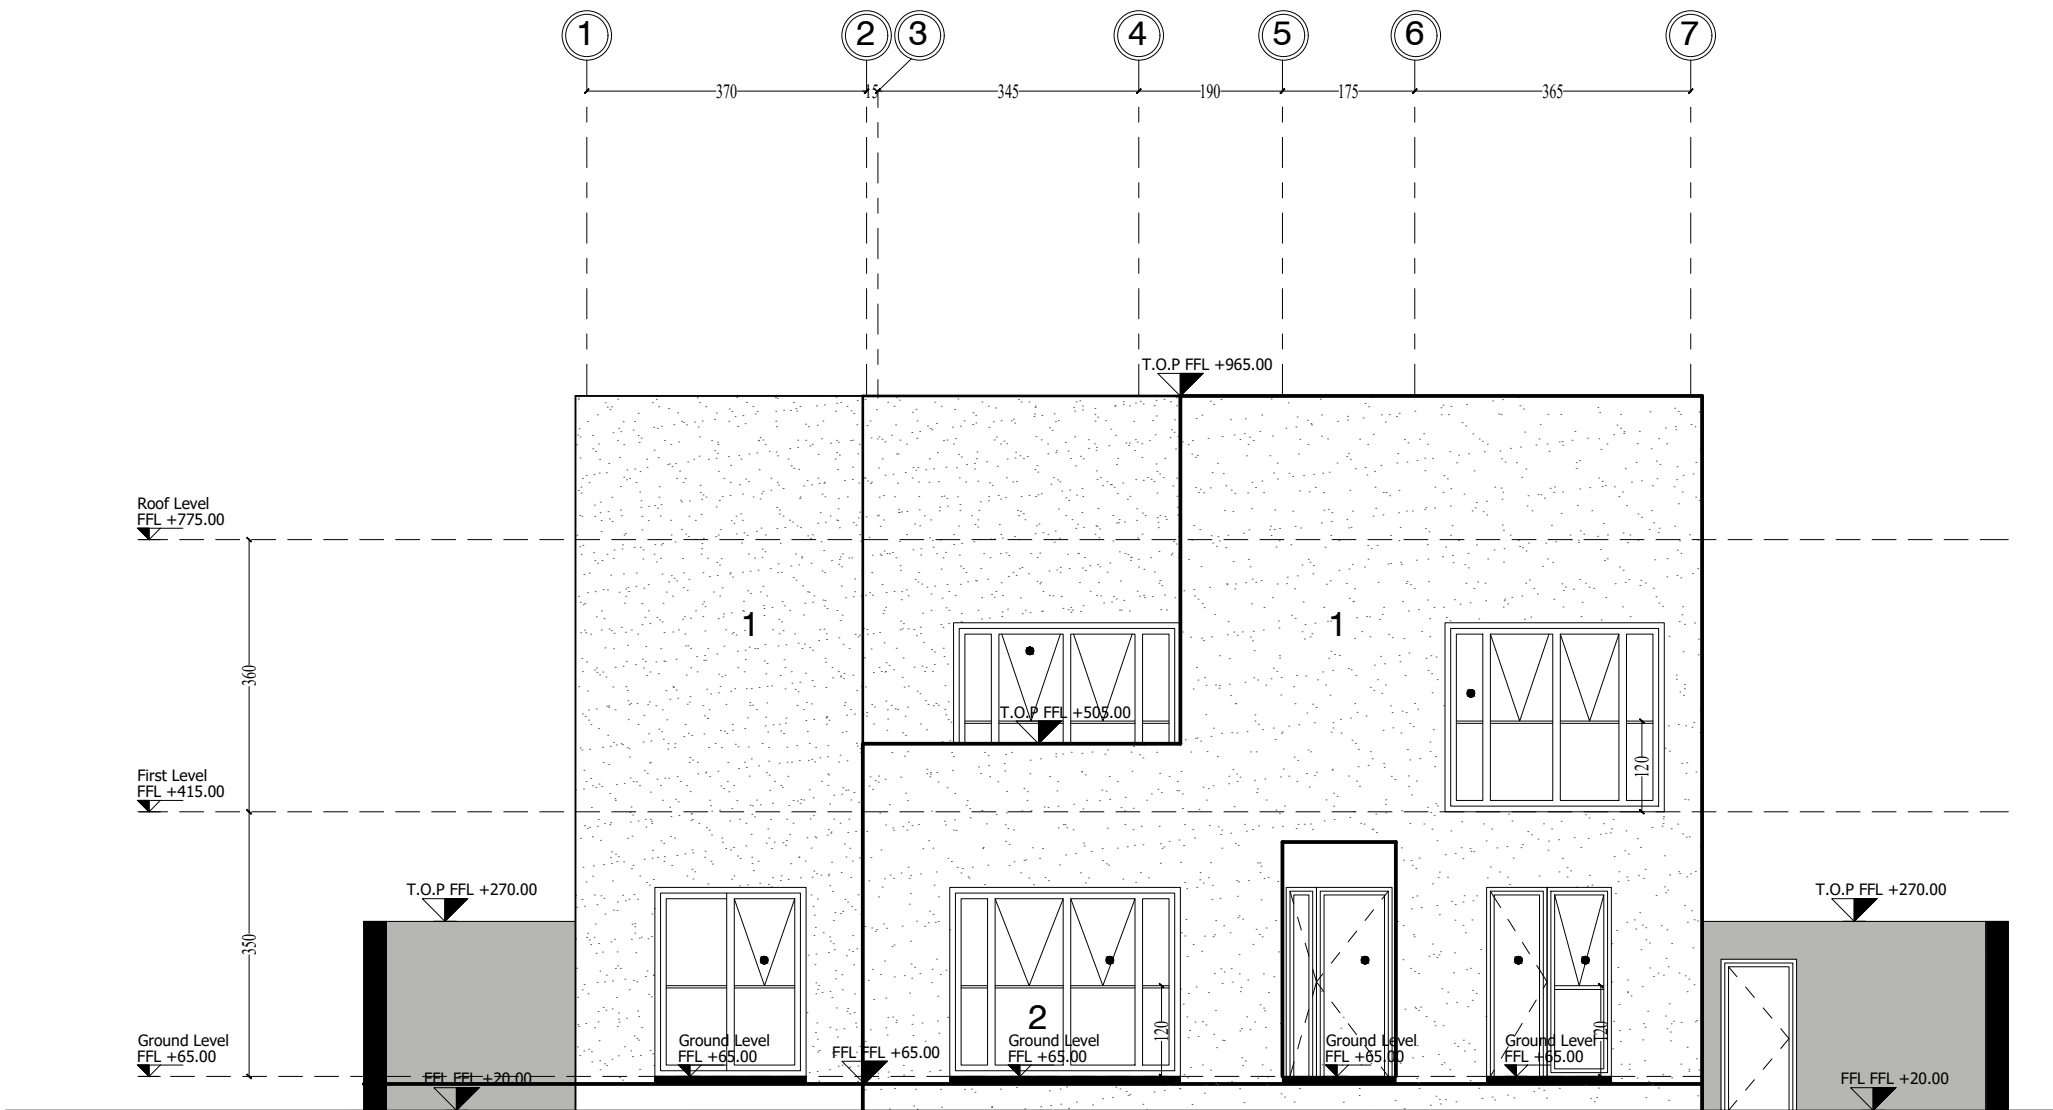 1 2 3 4 5 6 7
370 15 345 190 175 365
T.O.P FFL +965.00
Roof Level
FFL +775.00
1 1
360
T.O.P FFL +505.00
120
First Level
FFL +415.00
T.O.P FFL +270.00
T.O.P FFL +270.00
350
2
120
120
Ground Level
FFL +65.00
Ground Level
FFL +65.00
Ground Level
FFL +65.00
Ground Level
FFL +65.00
Ground Level
FFL +65.00
FFL FFL +65.00
FFL FFL +20.00
FFL FFL +20.00